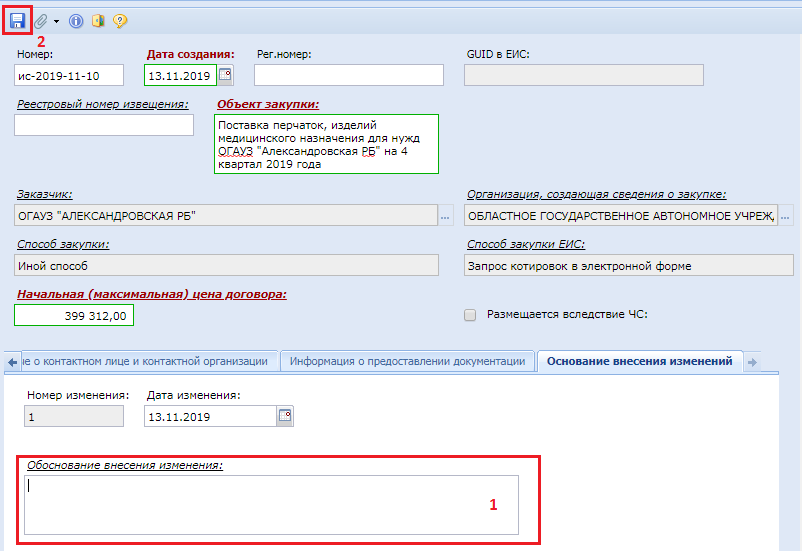 2
Номер:
Дата создания:
Рег.номер:
GUID в ЕИС:
ис-2019-11-10
13.11.2019
Реестровый номер извещения:
Объект закупки:
Поставка перчаток, изделий
медицинского назначения для нужд
ОГАУЗ "Александровская РБ" на 4
квартал 2019 года
Заказчик:
Организация, создающая сведения о закупке:
ОГАУЗ "АЛЕКСАНДРОВСКАЯ РБ"
...
ОБЛАСТНОЕ ГОСУДАРСТВЕННОЕ АВТОНОМНОЕ УЧРЕЖ
...
Способ закупки:
Способ закупки ЕИС:
Иной способ
Запрос котировок в электронной форме
Начальная (максимальная) цена договора:
399 312,00
Размещается вследствие ЧС:
ие о контактном лице и контактной организации
Информация о предоставлении документации
Основание внесения изменений
Номер изменения:
Дата изменения:
1
13.11.2019
Обоснование внесения изменения:
1